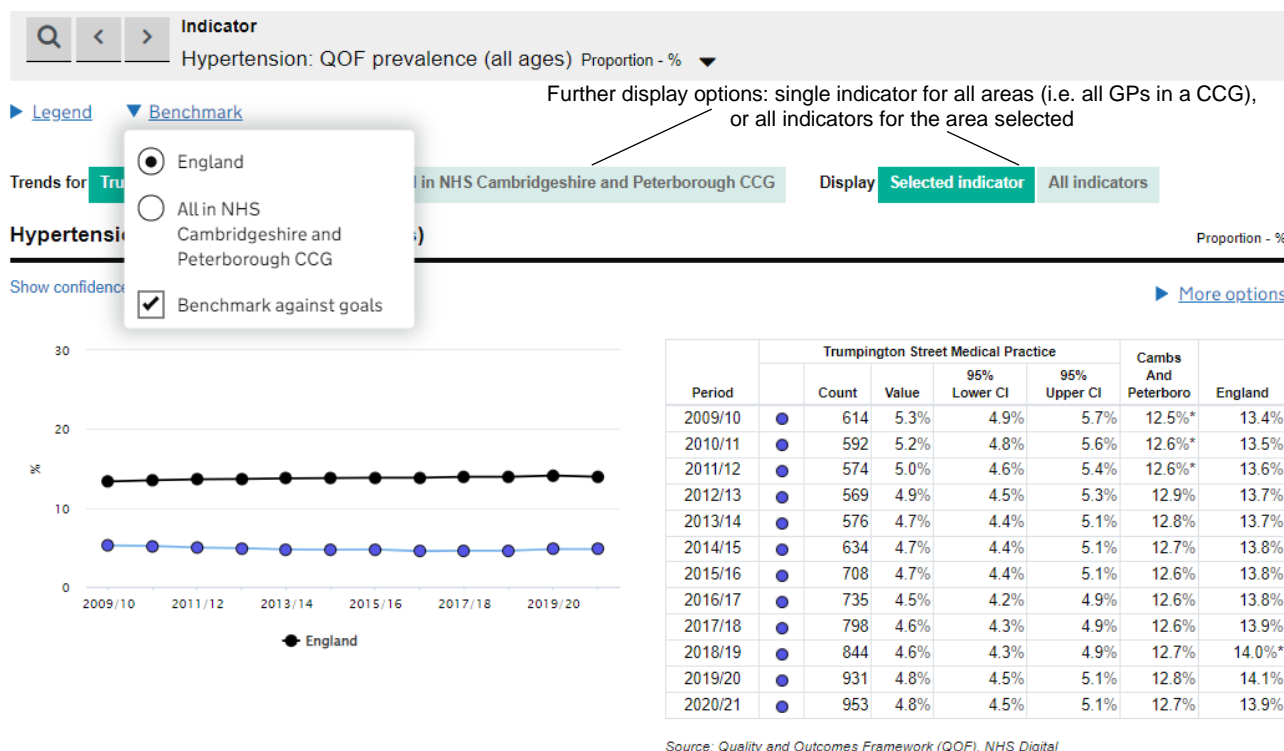 Indicator
Hypertension: QOF prevalence (all ages) Proportion - %
Legend Benchmark
Further display options: single indicator for all areas (i.e. all GPs in a CCG),
or all indicators for the area selected
England
Trends for in NHS Cambridgeshire and Peterborough CCG Display Selected indicator All indicators
All in NHS
Cambridgeshire and
Peterborough CCG
Proportion - %
Show More options
Benchmark against goals
30
20
%
10
0
2009/10 2011/12 2013/14 2015/16 2017/18 2019/20
England
Trumpington Street Medical Practice
Period Count Value 95% Lower CI 95% Upper CI Cambs And Peterboro England
2009/10 614 5.3% 4.9% 5.7% 12.5%* 13.4%
2010/11 592 5.2% 4.8% 5.6% 12.6%* 13.5%
2011/12 574 5.0% 4.6% 5.4% 12.6%* 13.6%
2012/13 569 4.9% 4.5% 5.3% 12.9% 13.7%
2013/14 576 4.7% 4.4% 5.1% 12.8% 13.7%
2014/15 634 4.7% 4.4% 5.1% 12.7% 13.8%
2015/16 708 4.7% 4.4% 5.1% 12.6% 13.8%
2016/17 735 4.5% 4.2% 4.9% 12.6% 13.8%
2017/18 798 4.6% 4.3% 4.9% 12.6% 13.9%
2018/19 844 4.6% 4.3% 4.9% 12.7% 14.0%*
2019/20 931 4.8% 4.5% 5.1% 12.8% 14.1%
2020/21 953 4.8% 4.5% 5.1% 12.7% 13.9%
Source: Quality and Outcomes Framework (QOF), NHS Digital